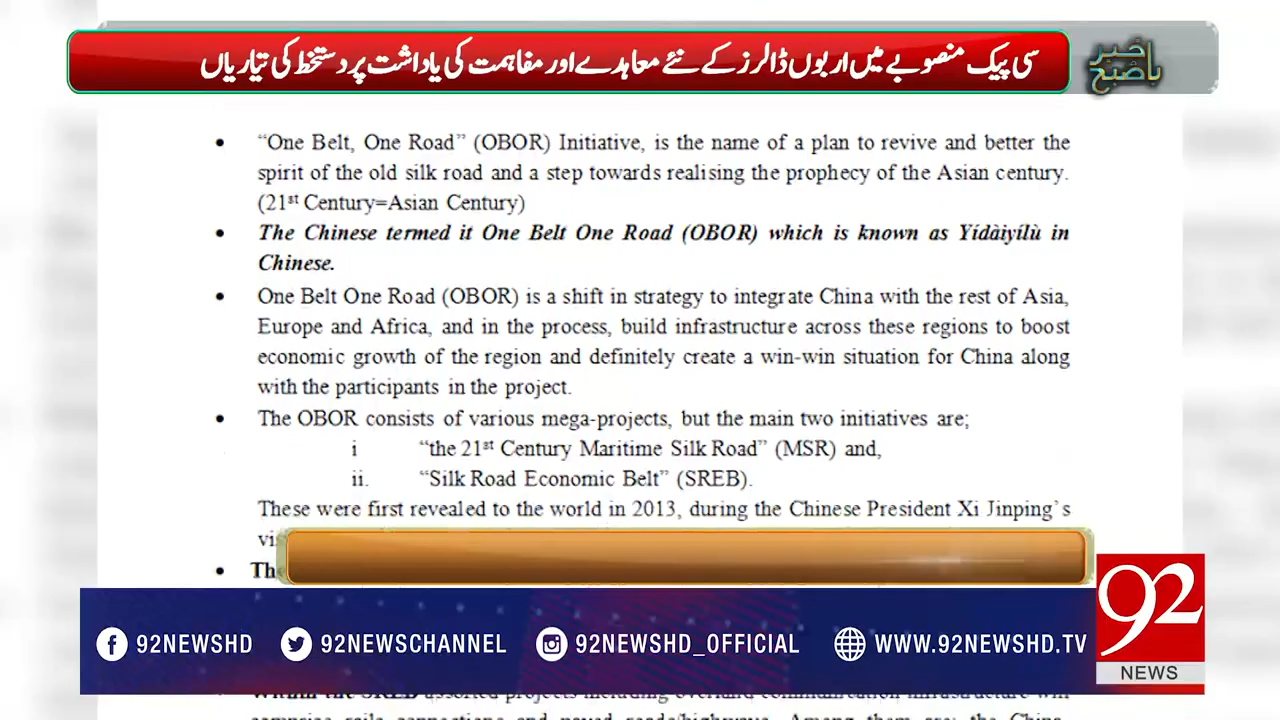 سی پیک منصوبے میں اربوں ڈالرز کے نئے معاہدے اور مفاہمت کی یاداشت پر دستخط کی تیاریاں
باخبر صبح
• “One Belt, One Road” (OBOR) Initiative, is the name of a plan to revive and better the
spirit of the old silk road and a step towards realising the prophecy of the Asian century.
(21st Century=Asian Century)
• The Chinese termed it One Belt One Road (OBOR) which is known as Yídàiyílù in
Chinese.
• One Belt One Road (OBOR) is a shift in strategy to integrate China with the rest of Asia,
Europe and Africa, and in the process, build infrastructure across these regions to boost
economic growth of the region and definitely create a win-win situation for China along
with the participants in the project.
• The OBOR consists of various mega-projects, but the main two initiatives are;
i “the 21st Century Maritime Silk Road” (MSR) and,
ii. “Silk Road Economic Belt” (SREB).
These were first revealed to the world in 2013, during the Chinese President Xi Jinping`s
92NEWSHD 92NEWSCHANNEL 92NEWSHD_OFFICIAL WWW.92NEWSHD.TV
92
NEWS